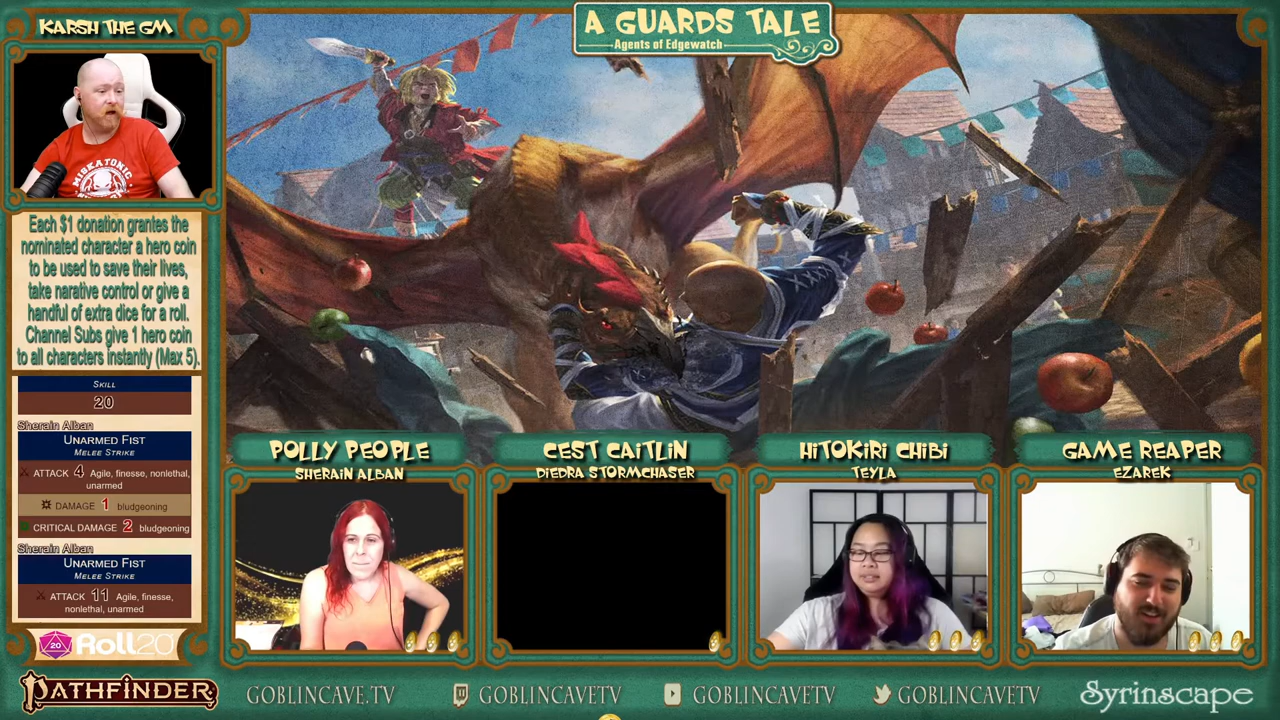 KARSH THE GM
A GUARDS TALE
Agents of Edgewatch
MISKATONIC
Each $1 donation grantes the
nominated character a hero coin
to be used to save their lives,
take narative control or give a
handful of extra dice for a roll.
Channel Subs give 1 hero coin
to all characters instantly (Max 5).
SKILL
20
Sherain Alban
UNARMED FIST
MELEE STRIKE
ATTACK 4 Agile, finesse, nonlethal,
unarmed
DAMAGE 1 bludgeoning
CRITICAL DAMAGE 2 bludgeoning
Sherain Alban
UNARMED FIST
MELEE STRIKE
ATTACK 11 Agile, finesse,
nonlethal, unarmed
20 Roll20
POLLY PEOPLE
SHERAIN ALBAN
CEST CAITLIN
DIEDRA STORMCHASER
HITOKIRI CHIBI
TEYLA
GAME REAPER
EZAREK
PATHFINDER
GOBLINCAVE.TV
GOBLINCAVETV
GOBLINCAVETV
GOBLINCAVETV
Syrinscape